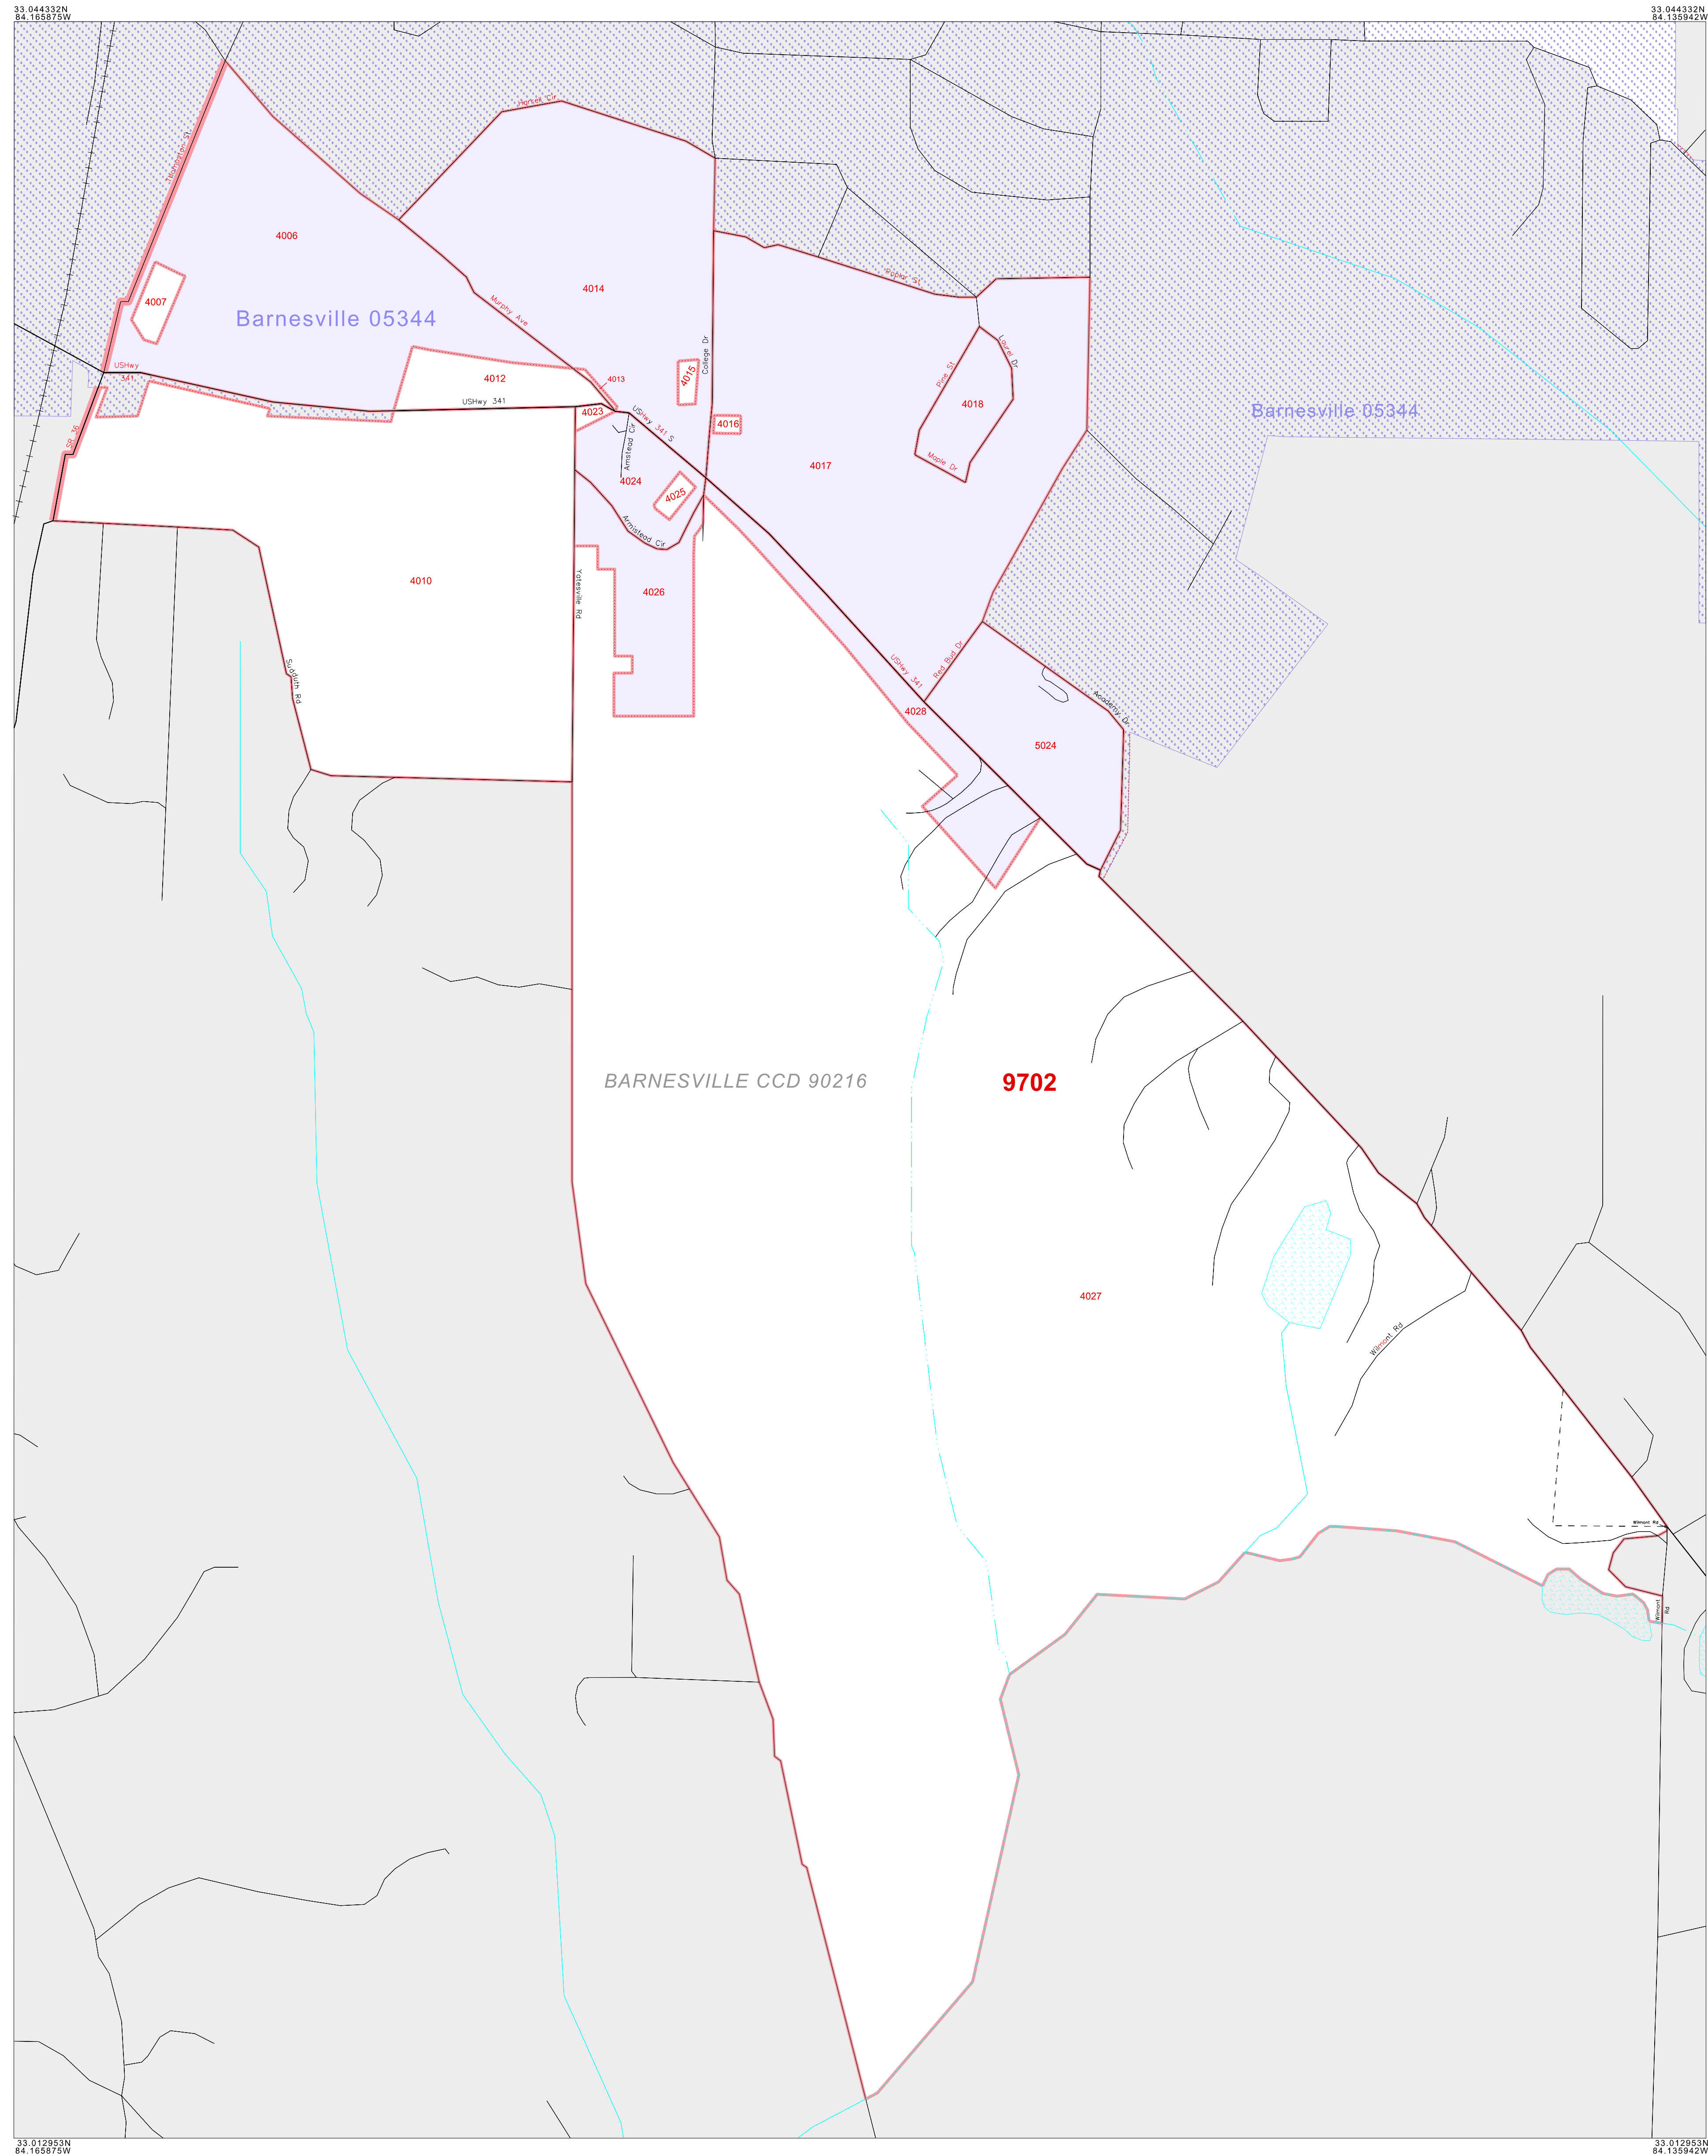 33.044332N
84.165875W
33.044332N
84.135942W
Hartell Cir
Thomaston St
4006
4014
Poplar St
4007
Murphy Ave
Barnesville 05344
Laurel Dr
College Dr
Pine St
USHwy
341
4012
4013
4015
4018
USHwy 341
4023
USHwy 341 S
4016
Barnesville 05344
SR 36
Amstead Cir
Maple Dr
4017
4024
4025
Armistead Cir
4010
Yatesville Rd
4026
Sudduth Rd
USHwy 341
Red Bud Dr
4028
Academy Dr
5024
BARNESVILLE CCD 90216
9702
4027
Wilmont Rd
Wilmont Rd
Wilmont
Rd
33.012953N
84.165875W
33.012953N
84.135942W